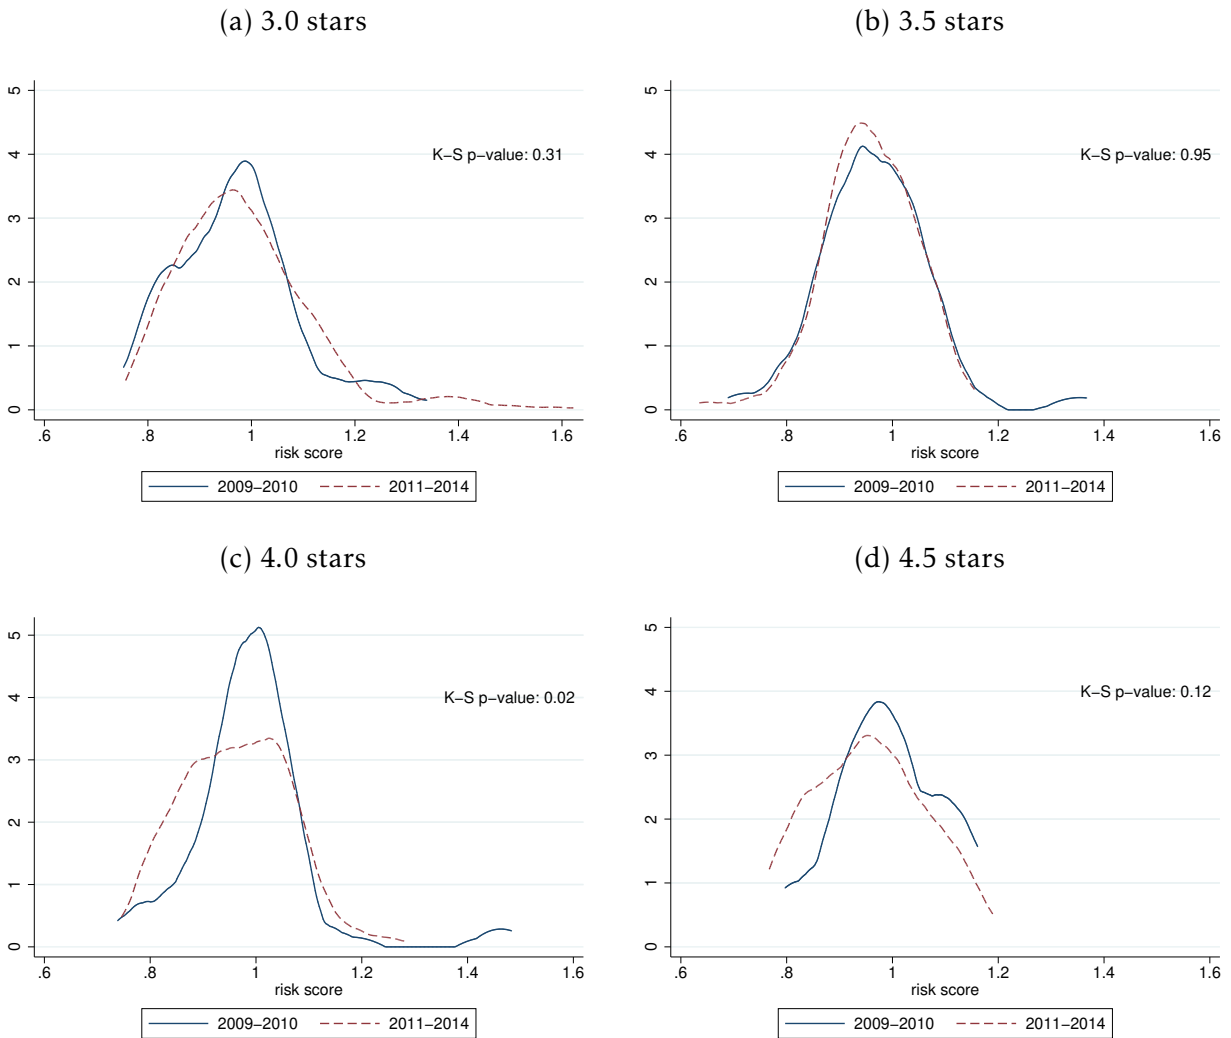 (a) 3.0 stars
5
4
3
2
1
0
K−S p−value: 0.31
.6 .8 1 1.2 1.4 1.6
risk score
2009−2010 2011−2014
(b) 3.5 stars
5
4
3
2
1
0
K−S p−value: 0.95
.6 .8 1 1.2 1.4 1.6
risk score
2009−2010 2011−2014
(c) 4.0 stars
5
4
3
2
1
0
K−S p−value: 0.02
.6 .8 1 1.2 1.4 1.6
risk score
2009−2010 2011−2014
(d) 4.5 stars
5
4
3
2
1
0
K−S p−value: 0.12
.6 .8 1 1.2 1.4 1.6
risk score
2009−2010 2011−2014